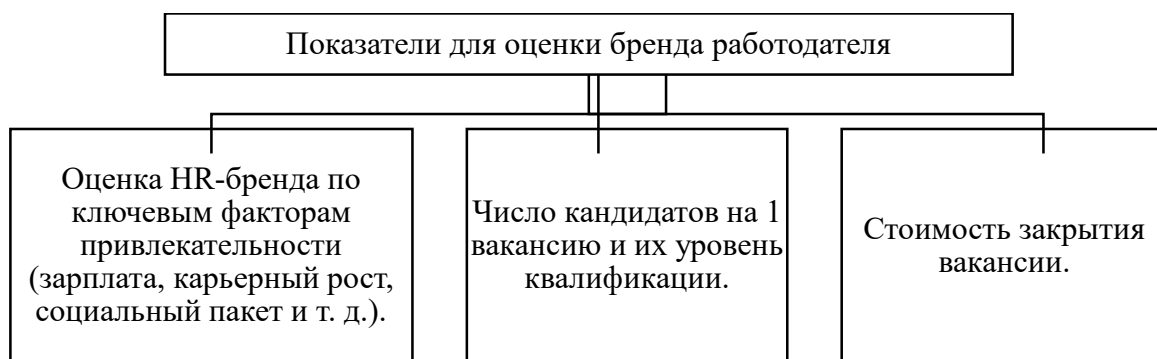 Показатели для оценки бренда работодателя
Оценка HR-бренда по
ключевым факторам
привлекательности
(зарплата, карьерный рост,
социальный пакет и т. д.).
Число кандидатов на 1
вакансию и их уровень
квалификации.
Стоимость закрытия
вакансии.